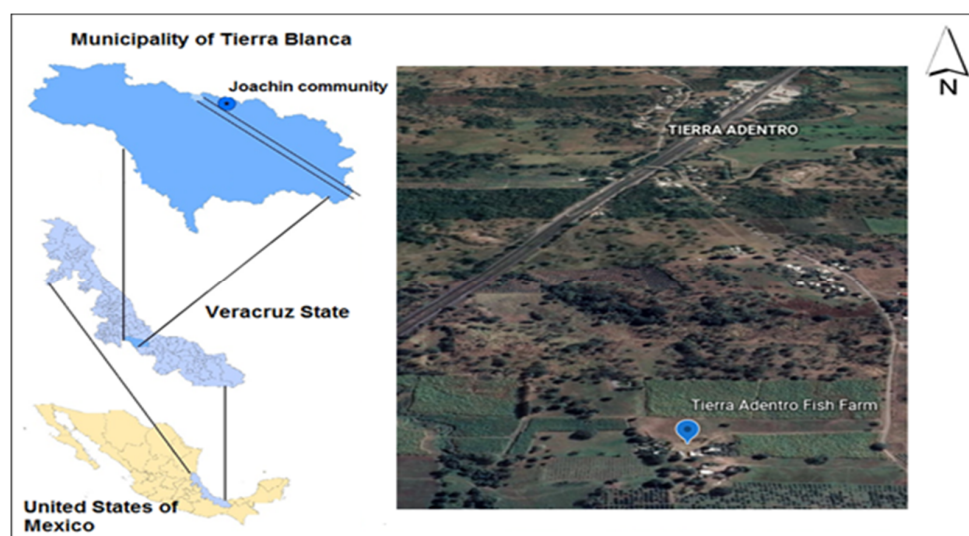 Municipality of Tierra Blanca
Joachin community
Veracruz State
United States of
Mexico
TIERRA ADENTRO
Tierra Adentro Fish Farm
N